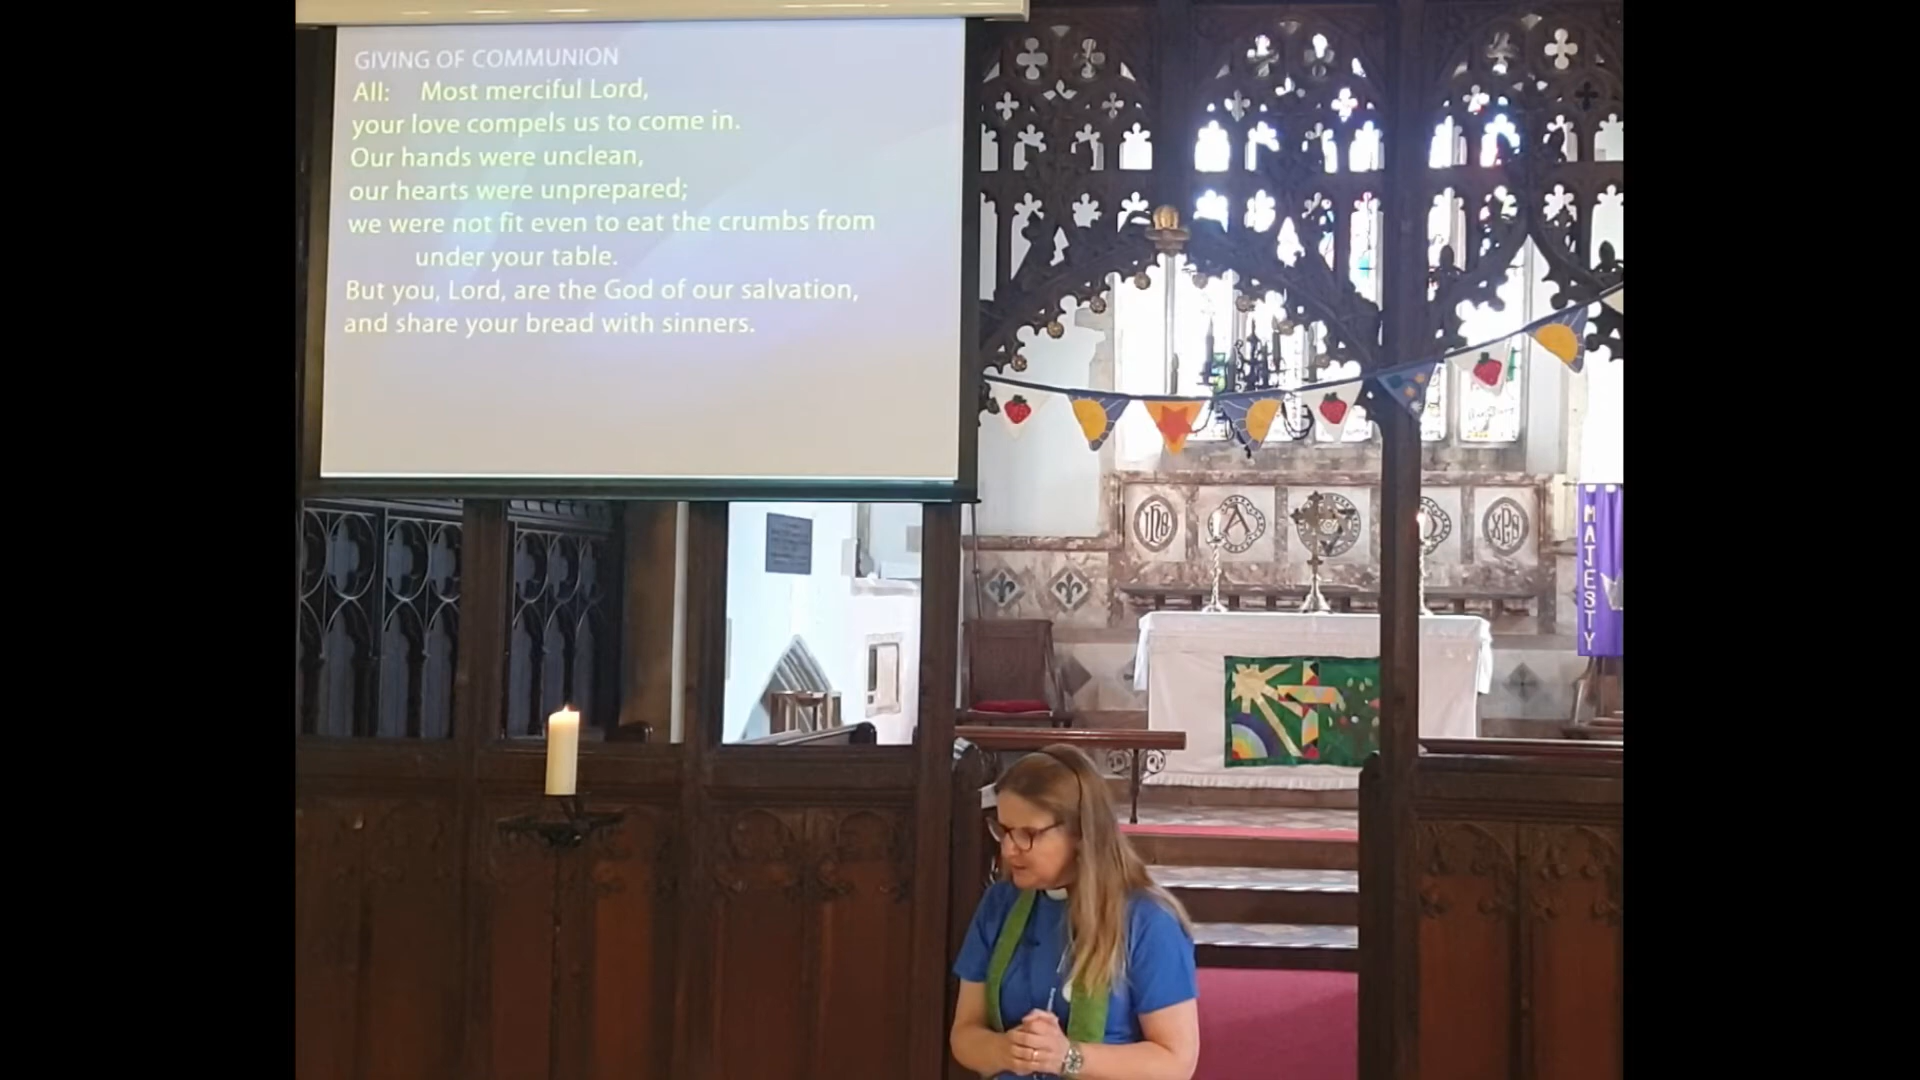 GIVING OF COMMUNION
All: Most merciful Lord,
your love compels us to come in.
Our hands were unclean,
our hearts were unprepared;
we were not fit even to eat the crumbs from
under your table.
But you, Lord, are the God of our salvation,
and share your bread with sinners.
IHS
A
XPS
MAJESTY